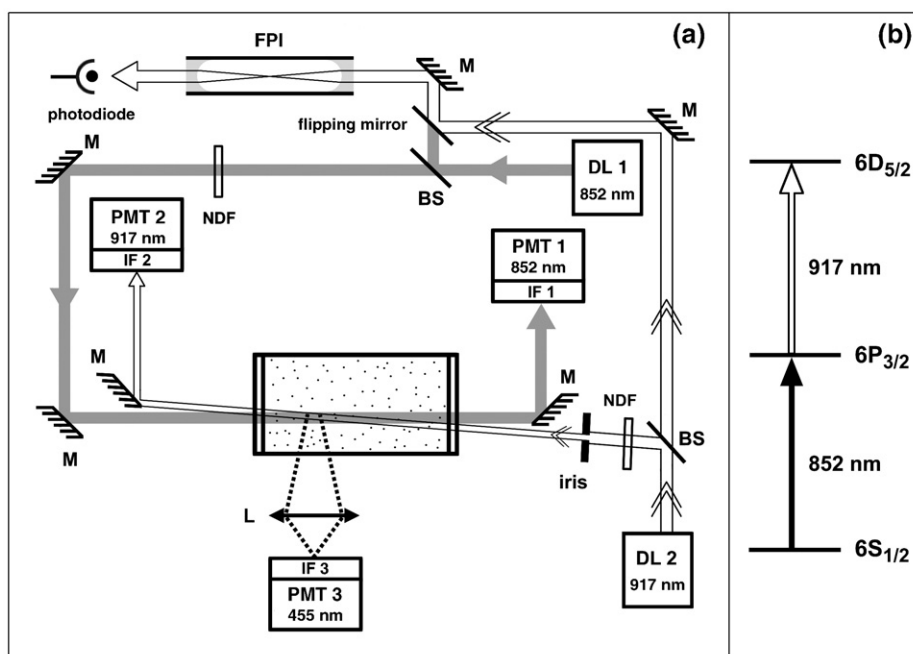 (a)
FPI
M
photodiode
flipping mirror
M
M
NDF
BS
DL 1
852 nm
PMT 2
917 nm
IF 2
PMT 1
852 nm
IF 1
M
M
M
NDF
BS
iris
L
IF 3
PMT 3
455 nm
DL 2
917 nm
(b)
6D5/2
917 nm
6P3/2
852 nm
6S1/2